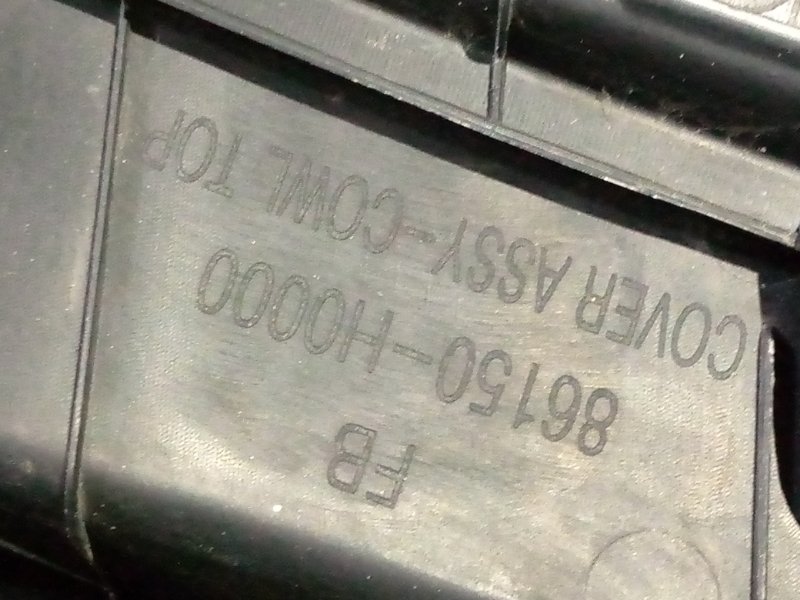 FB
86150-H0000
COVER ASSY-COWL TOP